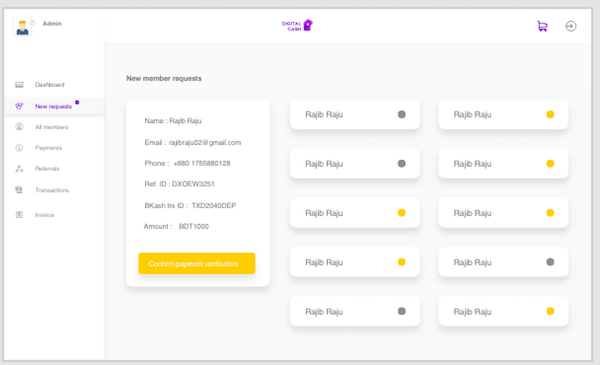 Admin
DIGITAL
CASH
Dashboard
New requests
All members
Payments
Referrals
Transactions
Invoice
New member requests
Name : Rajib Raju
Email : rajibraju02@gmail.com
Phone : +880 1765880128
Ref. ID : DXOEW3251
BKash trx ID : TXD2040DEP
Amount : BDT1000
Confirm payment verification
Rajib Raju
Rajib Raju
Rajib Raju
Rajib Raju
Rajib Raju
Rajib Raju
Rajib Raju
Rajib Raju
Rajib Raju
Rajib Raju